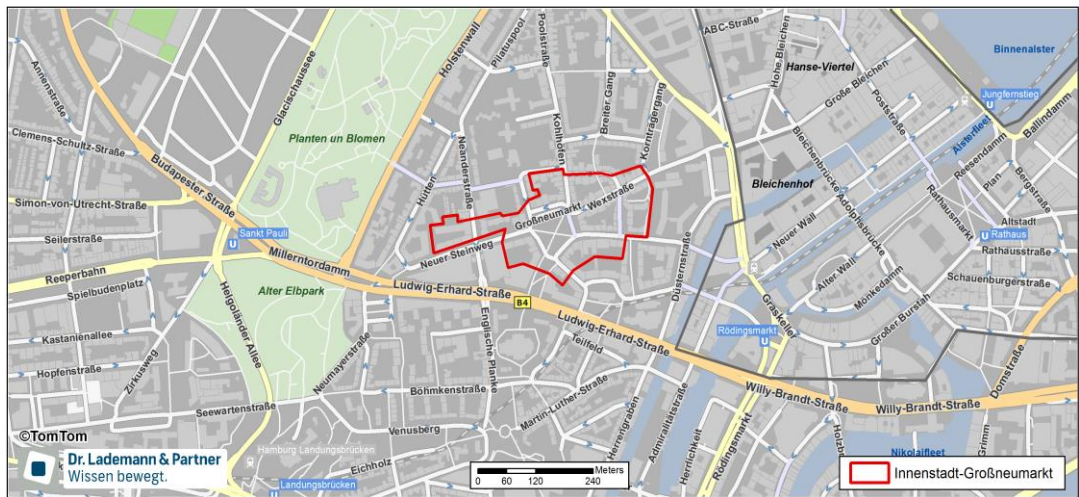 ABC-Straße
Binnenalster
Pilatuspool
Poolstraße
Holstenwall
Glacischaussee
Annenstraße
Hohe Bleichen
Hanse-Viertel
Große Bleichen
Jungfernstieg
U
Ballindamm
Poststraße
Alsterfleet
Reesendamm
Plan
Bergstraße
Clemens-Schultz-Straße
Planten un Blomen
Kohlhöfen
Breiter Gang
Kornträgergang
Bleichenbrücke
Budapester Straße
Neanderstraße
Hütten
Bleichenhof
Adolphsbrücke
Rathausmarkt
Altstadt
U Rathaus
Simon-von-Utrecht-Straße
Großneumarkt
Wexstraße
Neuer Wall
Rathausstraße
Seilerstraße
Sankt Pauli
U
Neuer Steinweg
Düsternstraße
Alter Wall
Mönkedamm
Schauenburgerstraße
Reeperbahn
Millerntordamm
Spielbudenplatz
Alter Elbpark
Ludwig-Erhard-Straße
B4
Graskeller
Großer Burstah
Kastanienallee
Helgoländer Allee
Ludwig-Erhard-Straße
Rödingsmarkt
U
Hopfenstraße
Zirkusweg
Neumayerstraße
Englische Planke
Teilfeld
Domstraße
Böhmkenstraße
Seewartenstraße
Martin-Luther-Straße
Willy-Brandt-Straße
Willy-Brandt-Straße
Venusberg
Herrengraben
Admiralitätstraße
Herrlichkeit
Rödingsmarkt
Holzbr
Nikolaifleet
Grimm
©TomTom
Hamburg Landungsbrücken
Eichholz
Landungsbrücken
U
Dr. Lademann & Partner
Wissen bewegt.
Meters
0 60 120 240
Innenstadt-Großneumarkt